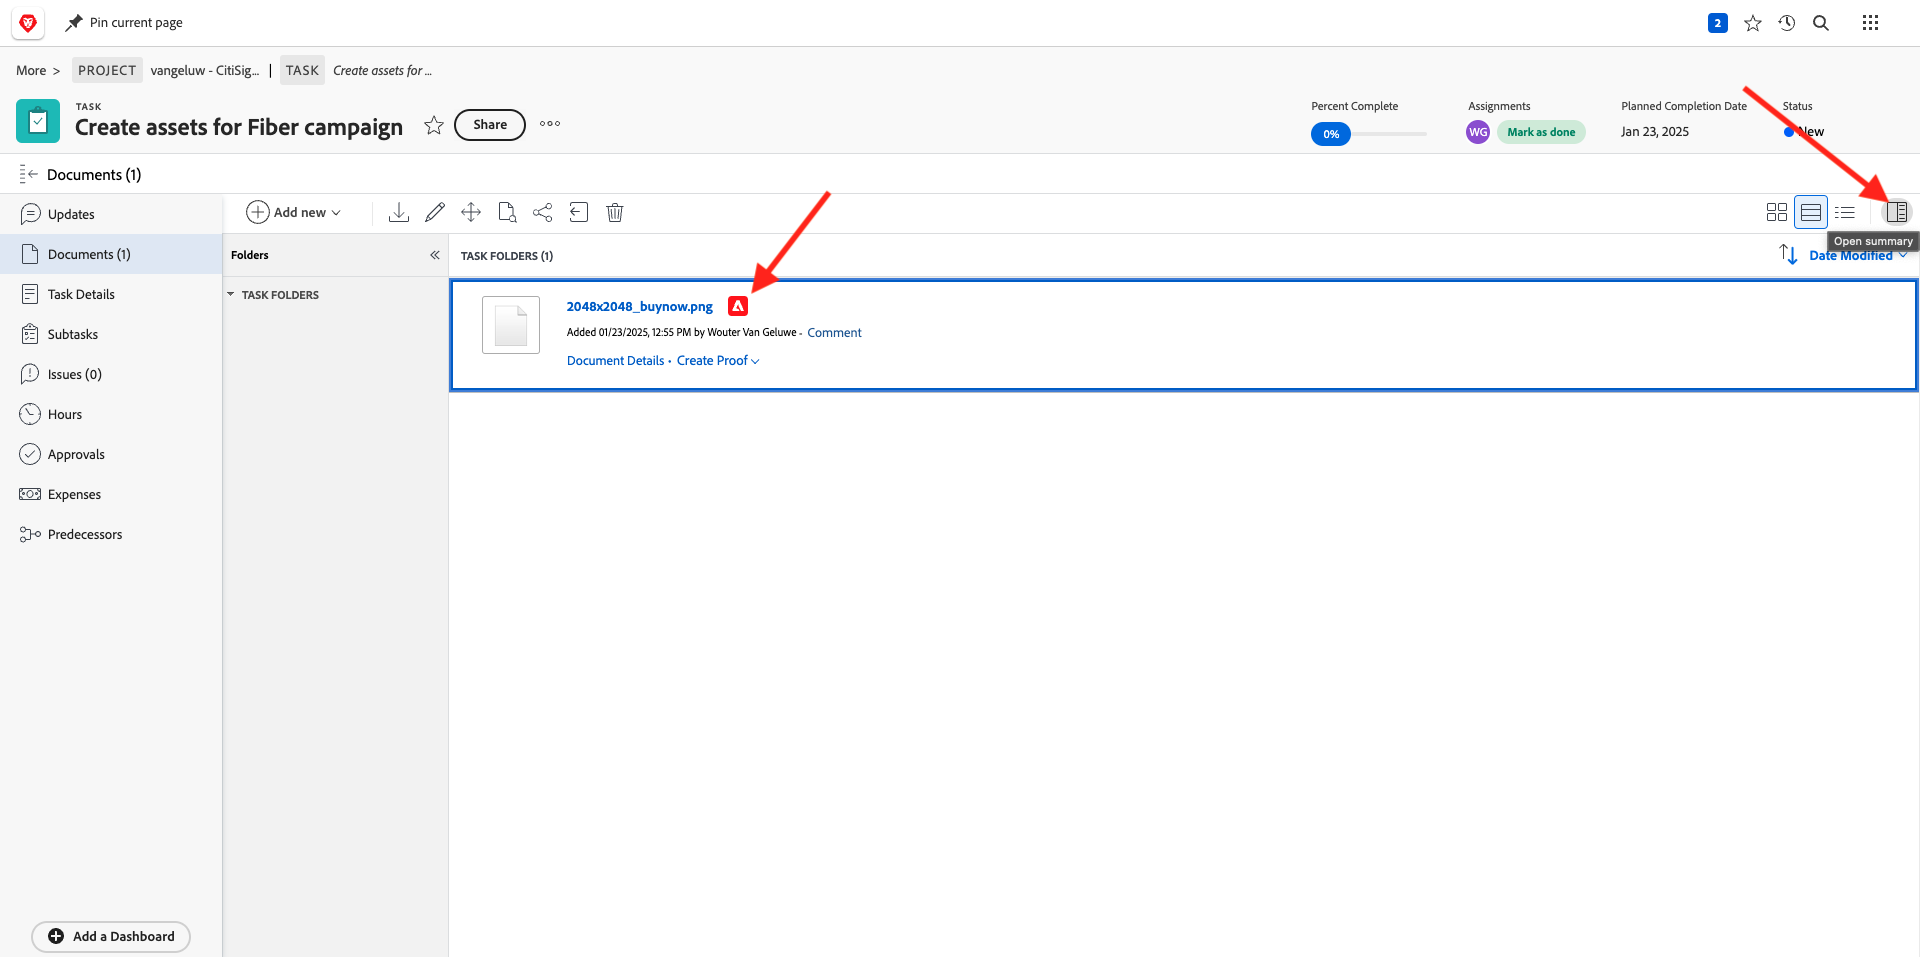 Pin current page
2
More >
PROJECT vangeluw - CitiSig... | TASK Create assets for ...
TASK
Create assets for Fiber campaign
Share
Percent Complete
0%
Assignments
WG Mark as done
Planned Completion Date
Jan 23, 2025
Status
New
Documents (1)
Updates
Documents (1)
Task Details
Subtasks
Issues (0)
Hours
Approvals
Expenses
Predecessors
Add a Dashboard
Add new
Open summary
Folders
TASK FOLDERS
TASK FOLDERS (1)
Date Modified
2048x2048_buynow.png
Added 01/23/2025, 12:55 PM by Wouter Van Geluwe - Comment
Document Details • Create Proof